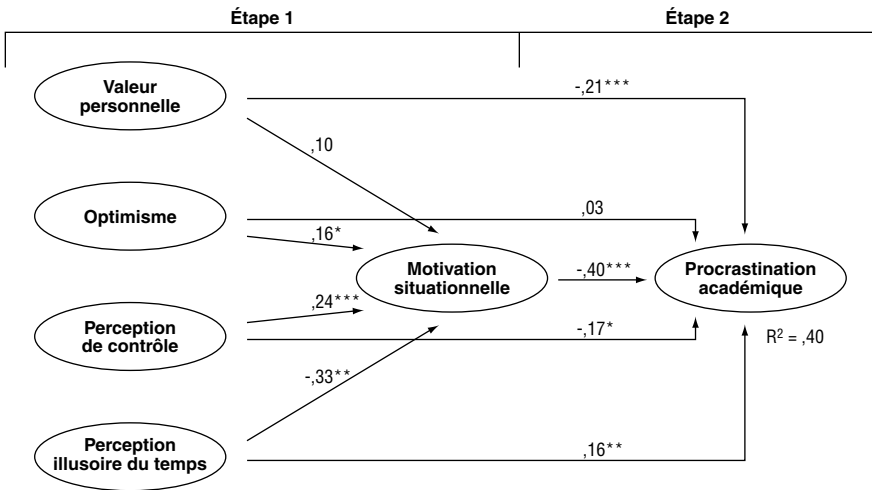 Étape 1
Étape 2
Valeur
personnelle
-,21***
,10
Optimisme
,03
,16*
Motivation
situationnelle
-,40***
Procrastination
académique
,24***
Perception
de contrôle
-,17*
R² = ,40
-,33**
Perception
illusoire du temps
,16**